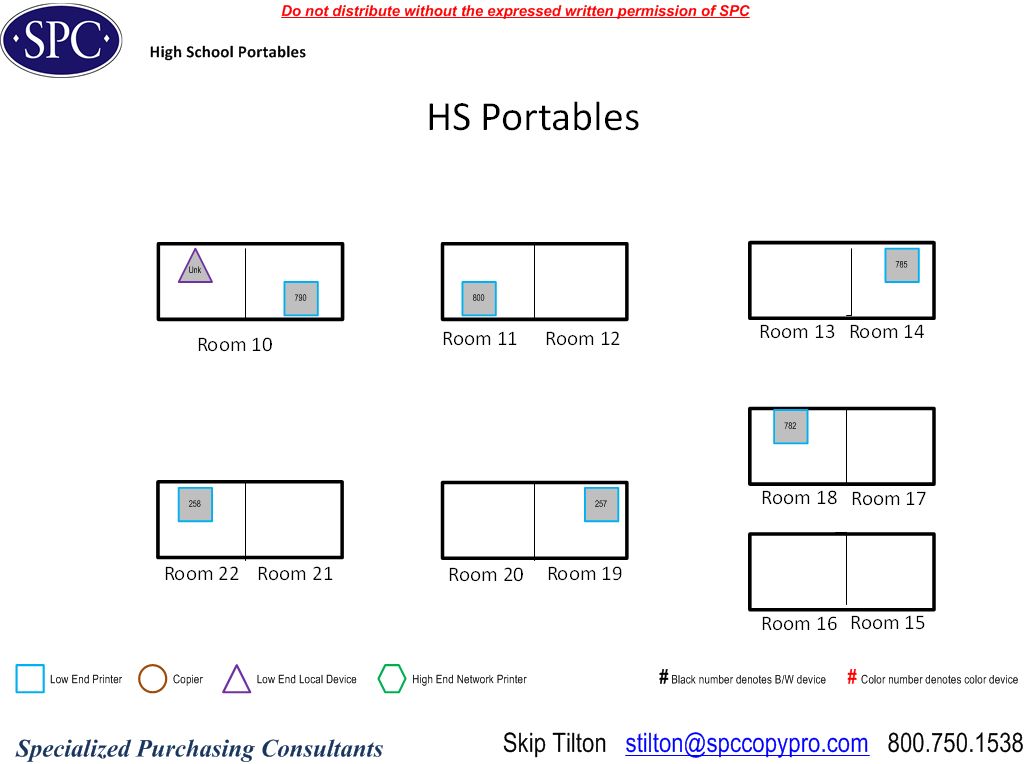 Do not distribute without the expressed written permission of SPC
SPC
High School Portables
HS Portables
Unk
790
800
785
Room 10
Room 11 Room 12
Room 13 Room 14
782
Room 18 Room 17
258
257
Room 22 Room 21
Room 20 Room 19
Room 16 Room 15
Low End Printer Copier Low End Local Device High End Network Printer # Black number denotes B/W device # Color number denotes color device
Specialized Purchasing Consultants
Skip Tilton stilton@spccopypro.com 800.750.1538